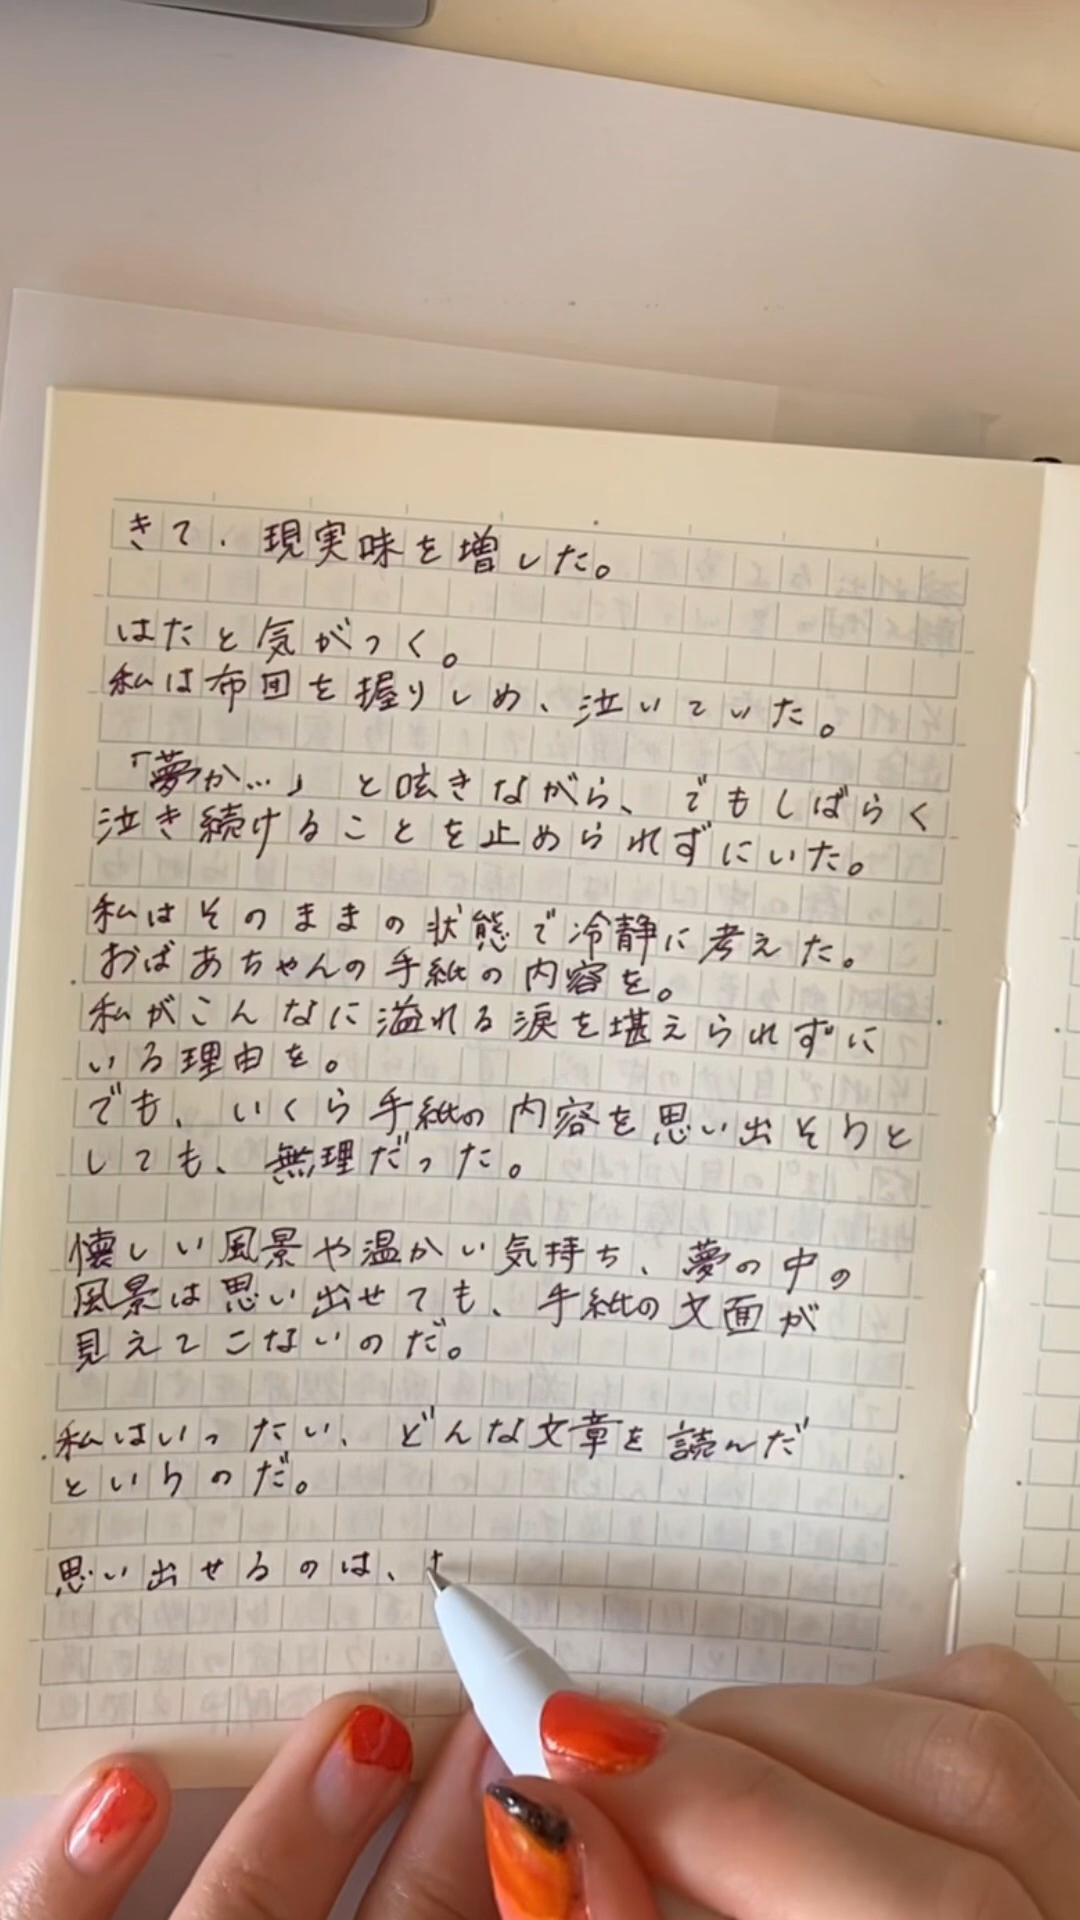 きて、現実味を増した。
はたと気がつく。
私は布団を握りしめ、泣いていた。
「夢か…」と呟きながら、でもしばらく
泣き続けることを止められずにいた。
私はそのままの状態で冷静に考えた。
おばあちゃんの手紙の内容を。
私がこんなに溢れる涙を堪えられずに
いる理由を。
でも、いくら手紙の内容を思い出そうと
しても、無理だった。
懐しい風景や温かい気持ち、夢の中の
風景は思い出せても、手紙の文面が
見えてこないのだ。
私はいったい、どんな文章を読んだ
というのだ。
思い出せるのは、